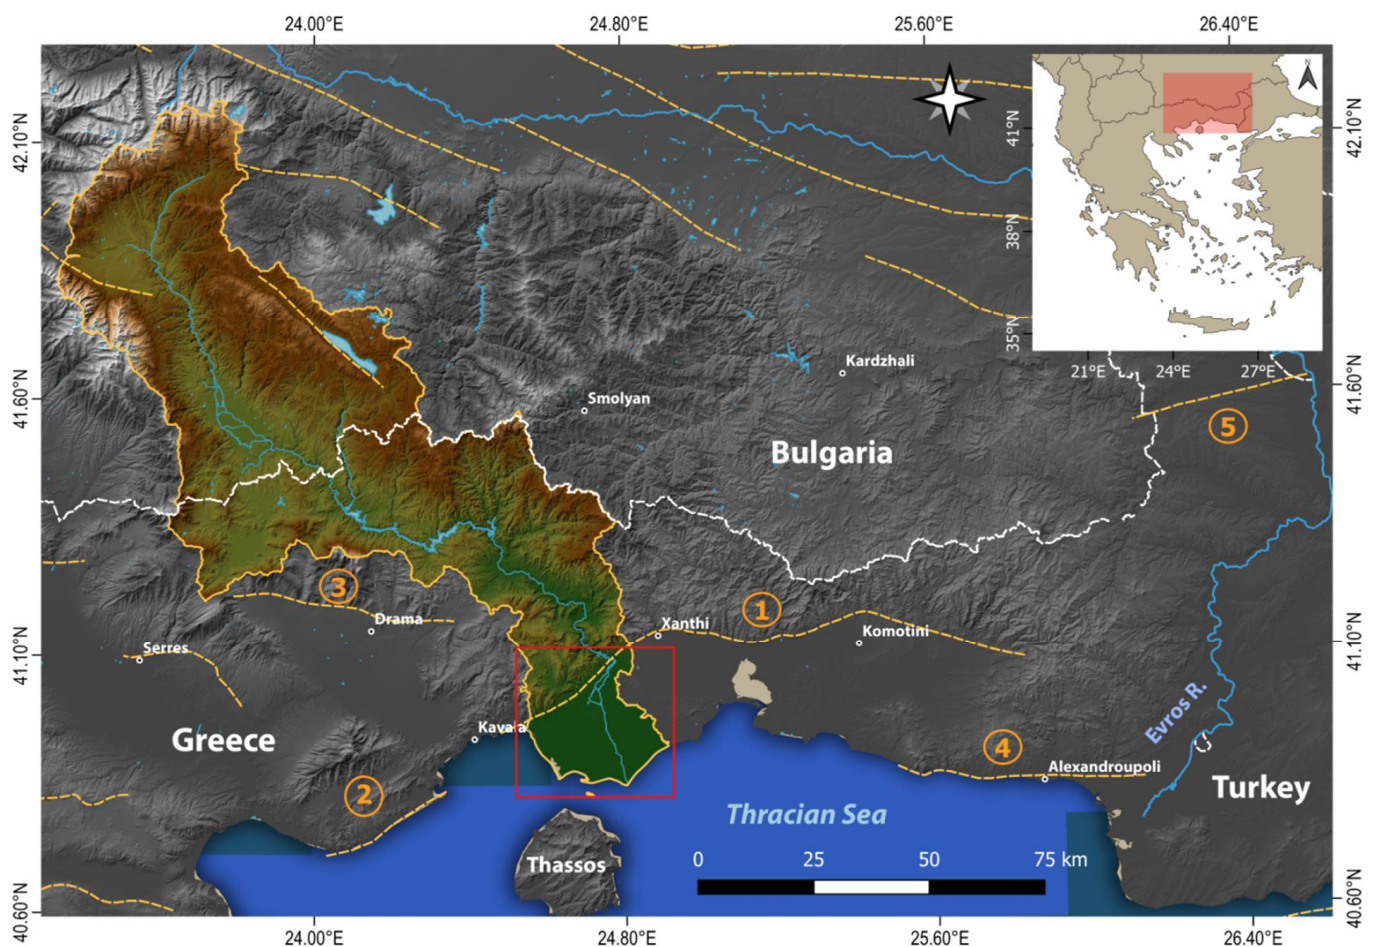 24.00°E
24.80°E
25.60°E
26.40°E
N
42.10°N
41°N
42.10°N
38°N
35°N
21°E
24°E
27°E
Kardzhali
41.60°N
Smolyan
41.60°N
5
Bulgaria
3
1
Drama
Xanthi
Komotini
Serres
41.10°N
41.10°N
Evros R.
Kavala
Greece
4
Alexandroupoli
2
Turkey
Thracian Sea
Thassos
0
25
50
75 km
40.60°N
40.60°N
24.00°E
24.80°E
25.60°E
26.40°E